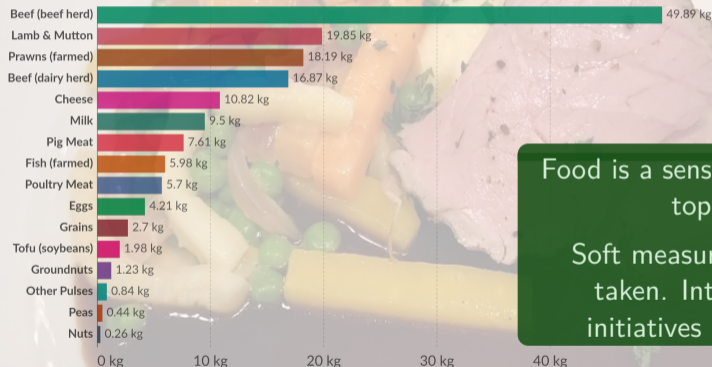 Beef (beef herd) 49.89 kg
Lamb & Mutton 19.85 kg
Prawns (farmed) 18.19 kg
Beef (dairy herd) 16.87 kg
Cheese 10.82 kg
Milk 9.5 kg
Pig Meat 7.61 kg
Fish (farmed) 5.98 kg
Poultry Meat 5.7 kg
Eggs 4.21 kg
Grains 2.7 kg
Tofu (soybeans) 1.98 kg
Groundnuts 1.23 kg
Other Pulses 0.84 kg
Peas 0.44 kg
Nuts 0.26 kg
0 kg 10 kg 20 kg 30 kg 40 kg
Food is a sens
top
Soft measur
taken. Int
initiatives